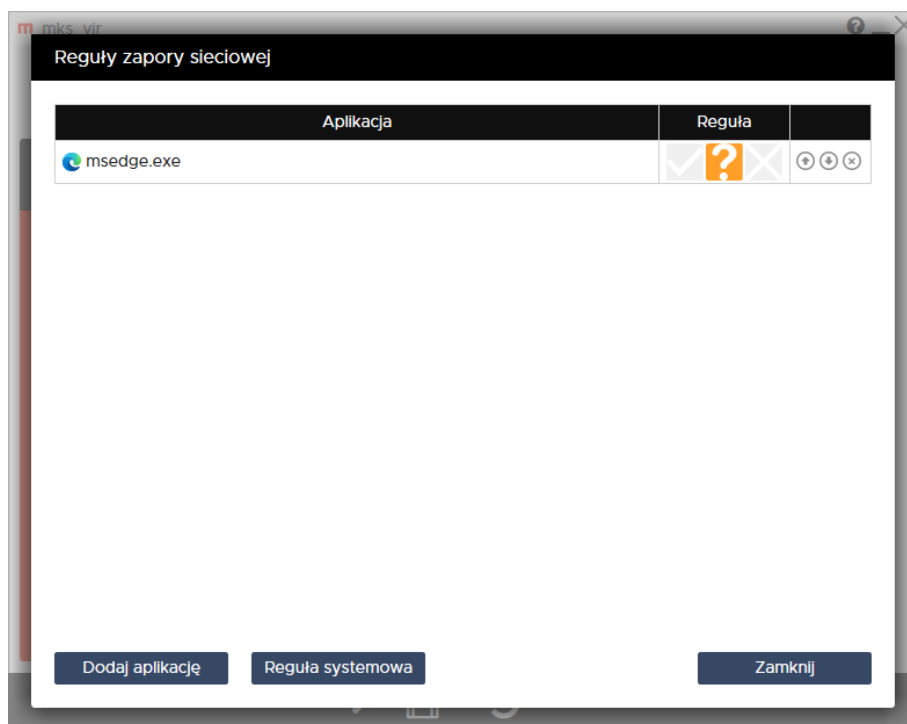 m mks_vir
Reguły zapory sieciowej
Aplikacja Reguła
msedge.exe
Dodaj aplikację Reguła systemowa Zamknij